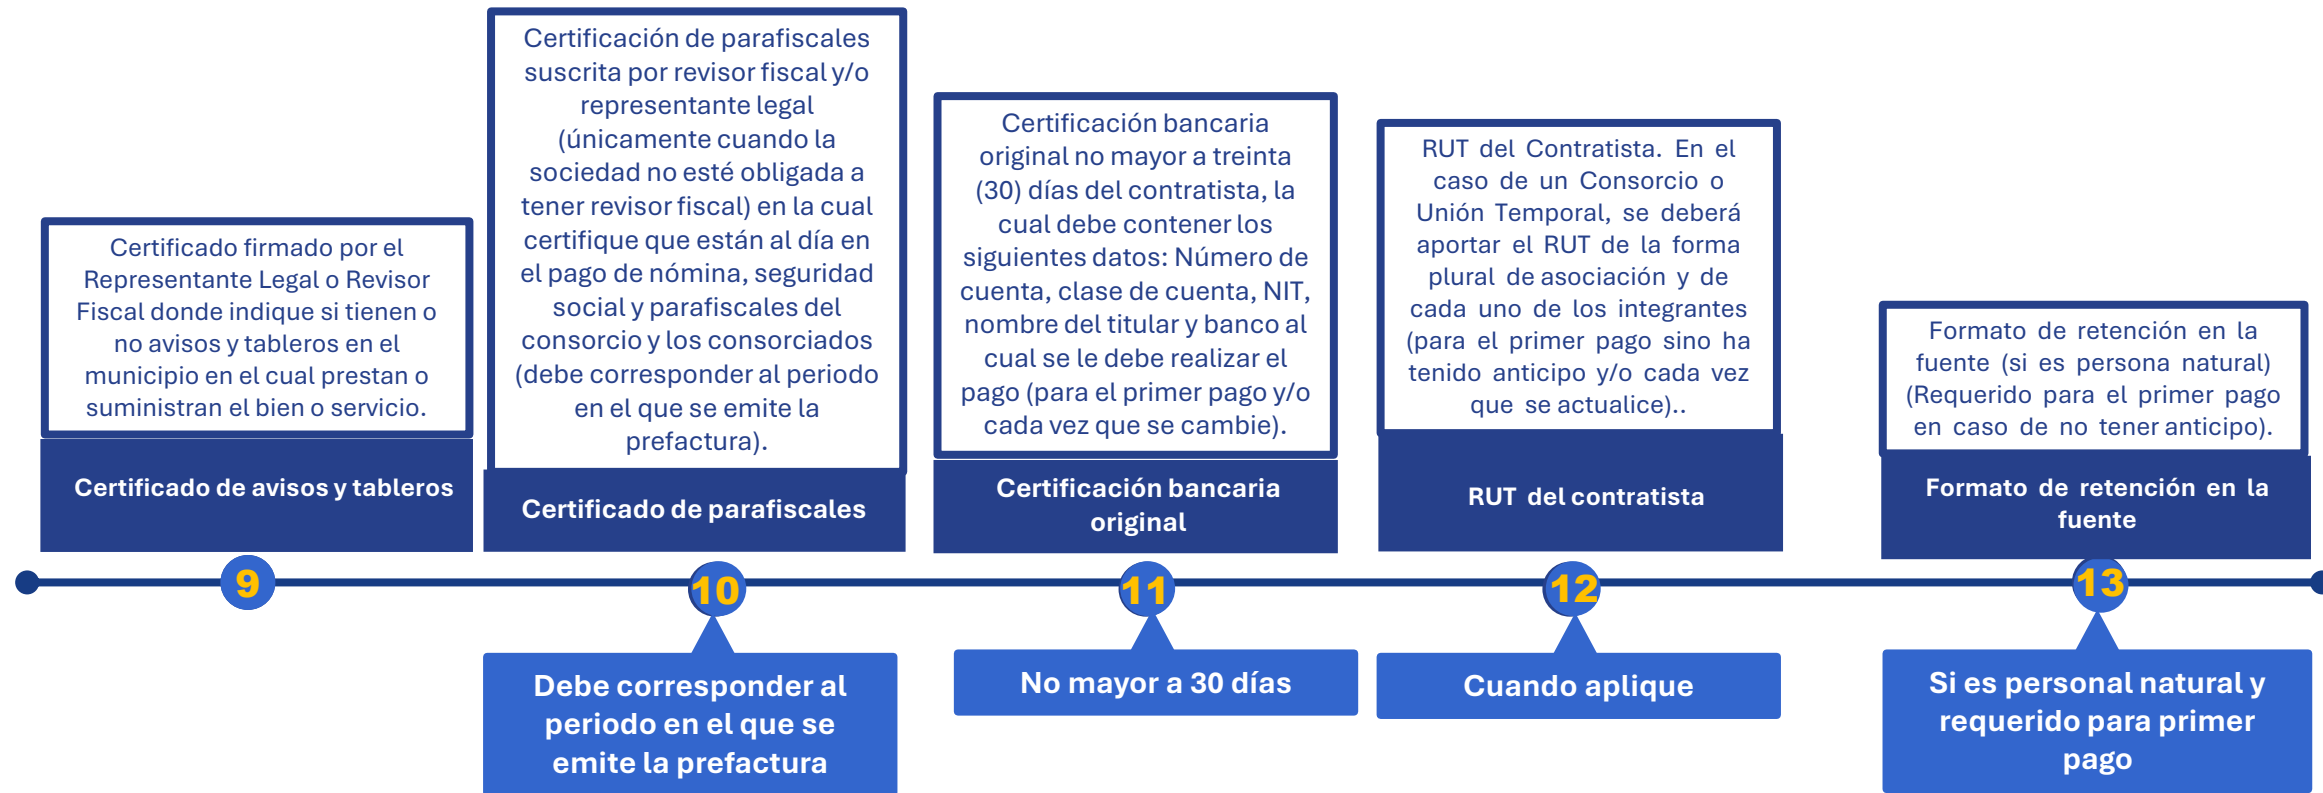 Certificado firmado por el
Representante Legal o Revisor
Fiscal donde indique si tienen o
no avisos y tableros en el
municipio en el cual prestan o
suministran el bien o servicio.
Certificado de avisos y tableros
9
Certificación de parafiscales
suscrita por revisor fiscal y/o
representante legal
(únicamente cuando la
sociedad no esté obligada a
tener revisor fiscal) en la cual
certifique que están al día en
el pago de nómina, seguridad
social y parafiscales del
consorcio y los consorciados
(debe corresponder al periodo
en el que se emite la
prefactura).
Certificado de parafiscales
10
Debe corresponder al
periodo en el que se
emite la prefactura
Certificación bancaria
original no mayor a treinta
(30) días del contratista, la
cual debe contener los
siguientes datos: Número de
cuenta, clase de cuenta, NIT,
nombre del titular y banco al
cual se le debe realizar el
pago (para el primer pago y/o
cada vez que se cambie).
Certificación bancaria
original
11
No mayor a 30 días
RUT del Contratista. En el
caso de un Consorcio o
Unión Temporal, se deberá
aportar el RUT de la forma
plural de asociación y de
cada uno de los integrantes
(para el primer pago sino ha
tenido anticipo y/o cada vez
que se actualice)..
RUT del contratista
12
Cuando aplique
Formato de retención en la
fuente (si es persona natural)
(Requerido para el primer pago
en caso de no tener anticipo).
Formato de retención en la
fuente
13
Si es personal natural y
requerido para primer
pago